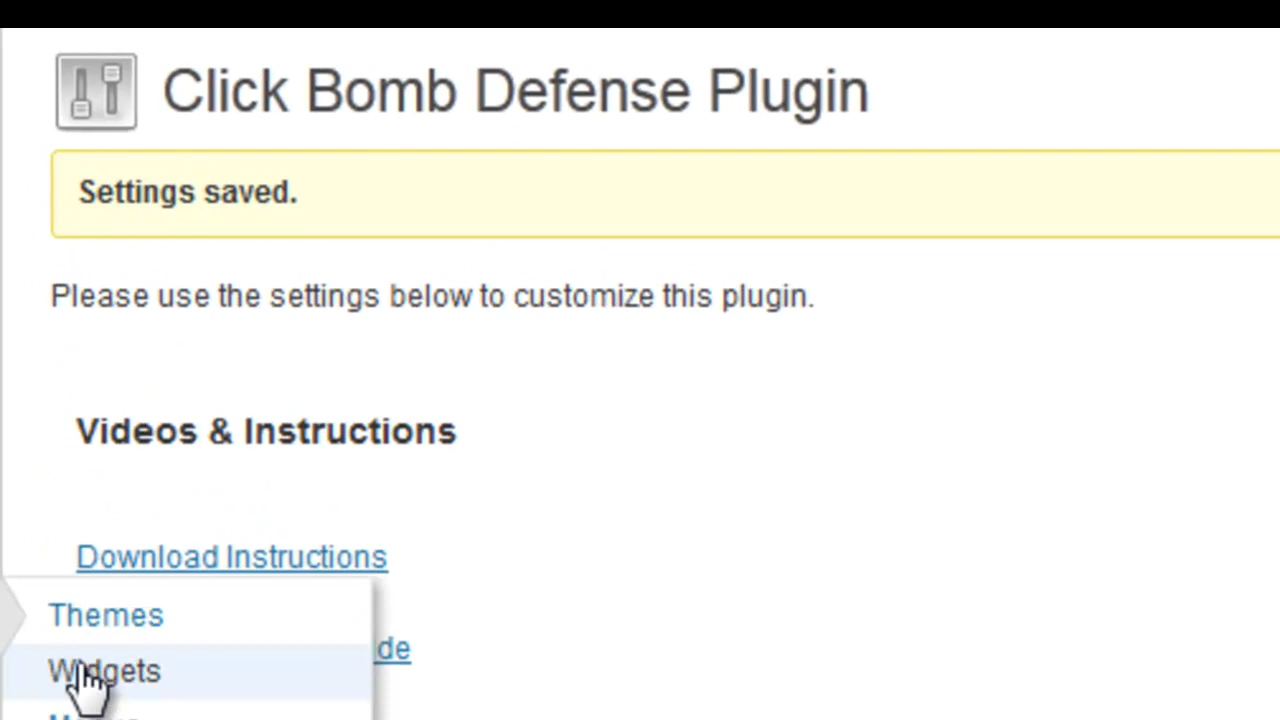 Click Bomb Defense Plugin
Settings saved.
Please use the settings below to customize this plugin.
Videos & Instructions
Download Instructions
Themes
de
Widgets